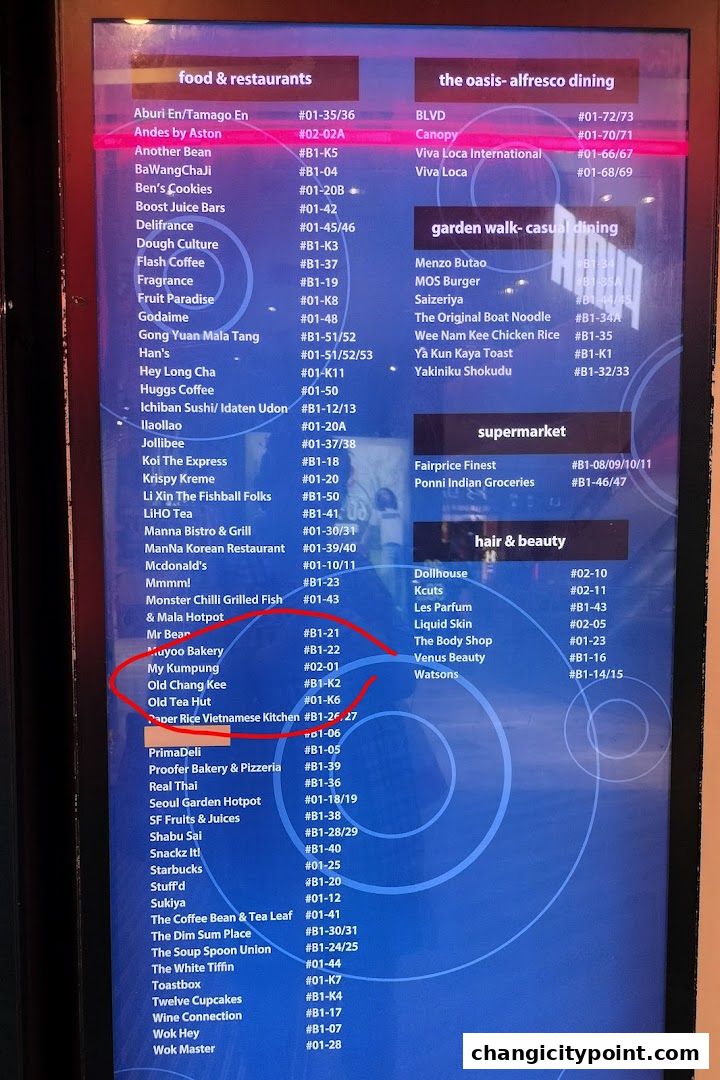 food & restaurants
Aburi En/Tamago En #01-35/36
Andes by Aston #02-02A
Another Bean #B1-K5
BaWangChaJi #B1-04
Ben's Cookies #01-20B
Boost Juice Bars #01-42
Delifrance #01-45/46
Dough Culture #B1-K3
Flash Coffee #B1-37
Fragrance #B1-19
Fruit Paradise #01-K8
Godaime #01-48
Gong Yuan Mala Tang #B1-51/52
Han's #01-51/52/53
Hey Long Cha #01-K11
Huggs Coffee #01-50
Ichiban Sushi/ Idaten Udon #B1-12/13
llaollao #01-20A
Jollibee #01-37/38
Koi The Express #B1-18
Krispy Kreme #01-20
Li Xin The Fishball Folks #B1-50
LiHO Tea #B1-41
Manna Bistro & Grill #01-30/31
ManNa Korean Restaurant #01-39/40
Mcdonald's #01-10/11
Mmmm! #B1-23
Monster Chilli Grilled Fish #01-43
& Mala Hotpot
Mr Bean #B1-21
Muyoo Bakery #B1-22
My Kumpung #02-01
Old Chang Kee #B1-K2
Old Tea Hut #01-K6
Paper Rice Vietnamese Kitchen #B1-26/27
#B1-06
PrimaDeli #B1-05
Proofer Bakery & Pizzeria #B1-39
Real Thai #B1-36
Seoul Garden Hotpot #01-18/19
SF Fruits & Juices #B1-38
Shabu Sai #B1-28/29
Snackz It! #B1-40
Starbucks #01-25
Stuff'd #B1-20
Sukiya #01-12
The Coffee Bean & Tea Leaf #01-41
The Dim Sum Place #B1-30/31
The Soup Spoon Union #B1-24/25
The White Tiffin #01-44
Toastbox #01-K7
Twelve Cupcakes #B1-K4
Wine Connection #B1-17
Wok Hey #B1-07
Wok Master #01-28
the oasis- alfresco dining
BLVD #01-72/73
Canopy #01-70/71
Viva Loca International #01-66/67
Viva Loca #01-68/69
garden walk- casual dining
Menzo Butao #B1-34
MOS Burger #B1-35A
Saizeriya #B1-44/45
The Original Boat Noodle #B1-34A
Wee Nam Kee Chicken Rice #B1-35
Ya Kun Kaya Toast #B1-K1
Yakiniku Shokudu #B1-32/33
supermarket
Fairprice Finest #B1-08/09/10/11
Ponni Indian Groceries #B1-46/47
hair & beauty
Dollhouse #02-10
Kcuts #02-11
Les Parfum #B1-43
Liquid Skin #02-05
The Body Shop #01-23
Venus Beauty #B1-16
Watsons #B1-14/15
changicitypoint.com